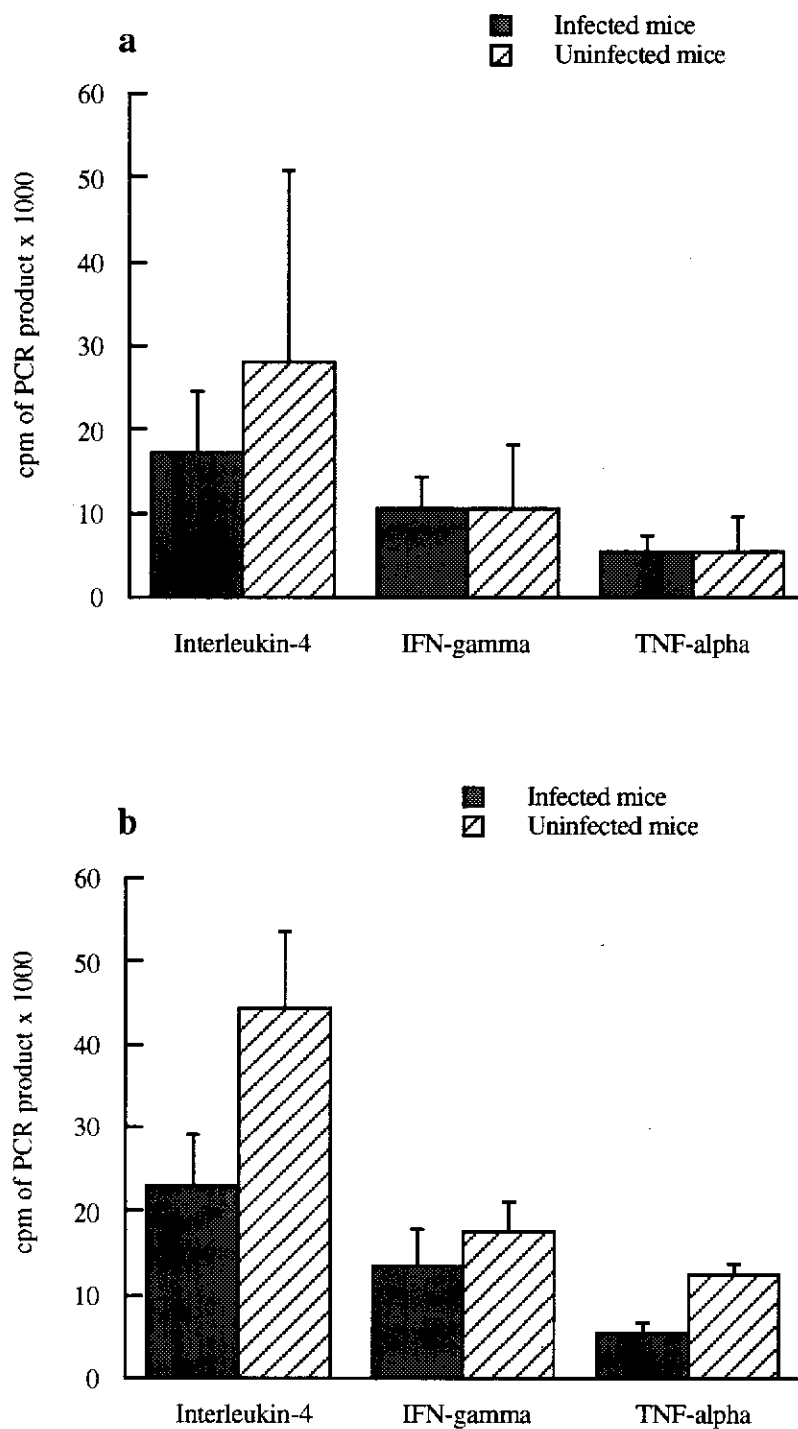 a
Infected mice
Uninfected mice
60
50
40
30
20
10
0
cpm of PCR product x 1000
Interleukin-4 IFN-gamma TNF-alpha
b
Infected mice
Uninfected mice
60
50
40
30
20
10
0
cpm of PCR product x 1000
Interleukin-4 IFN-gamma TNF-alpha